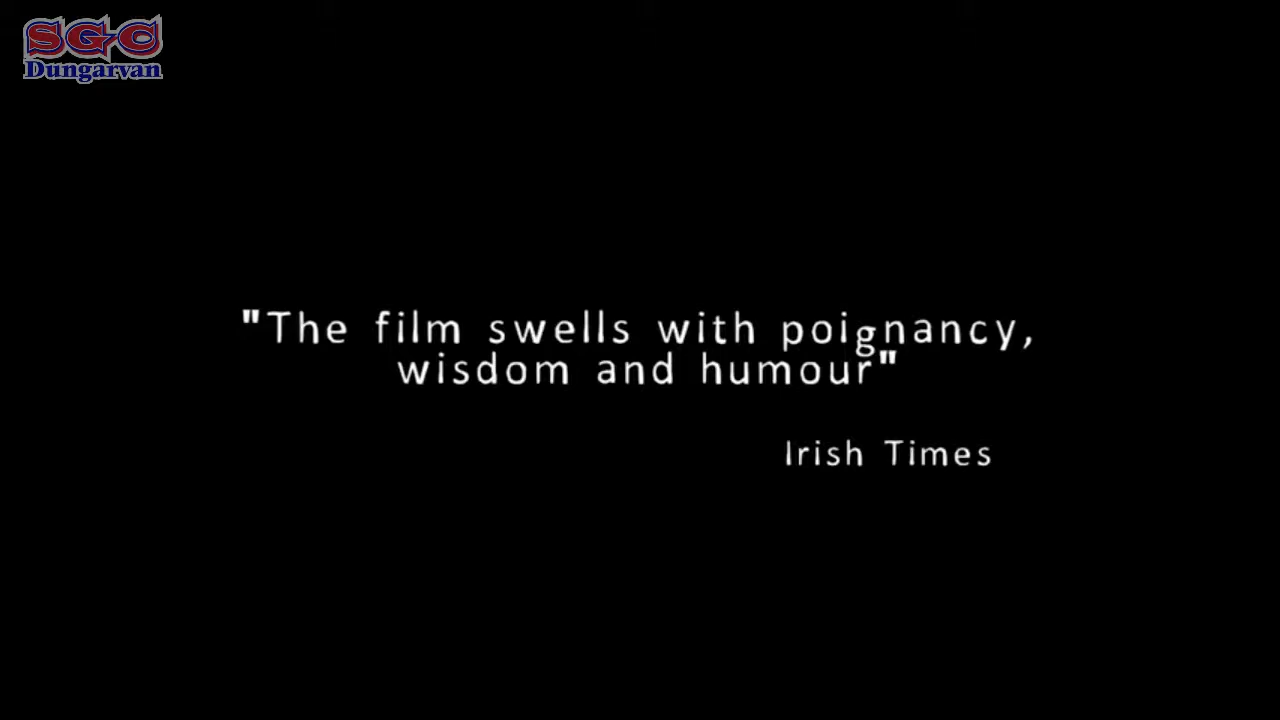 SGC
Dungarvan
"The film swells with poignancy,
wisdom and humour"
Irish Times